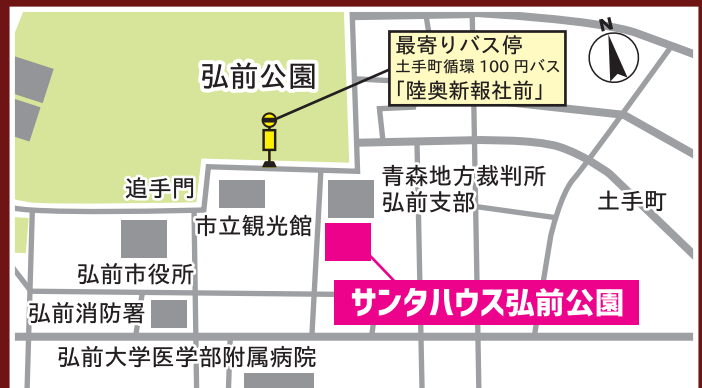 N
最寄りバス停
土手町循環 100 円バス
「陸奥新報社前」
弘前公園
追手門
市立観光館
青森地方裁判所
弘前支部
土手町
弘前市役所
サンタハウス弘前公園
弘前消防署
弘前大学医学部附属病院